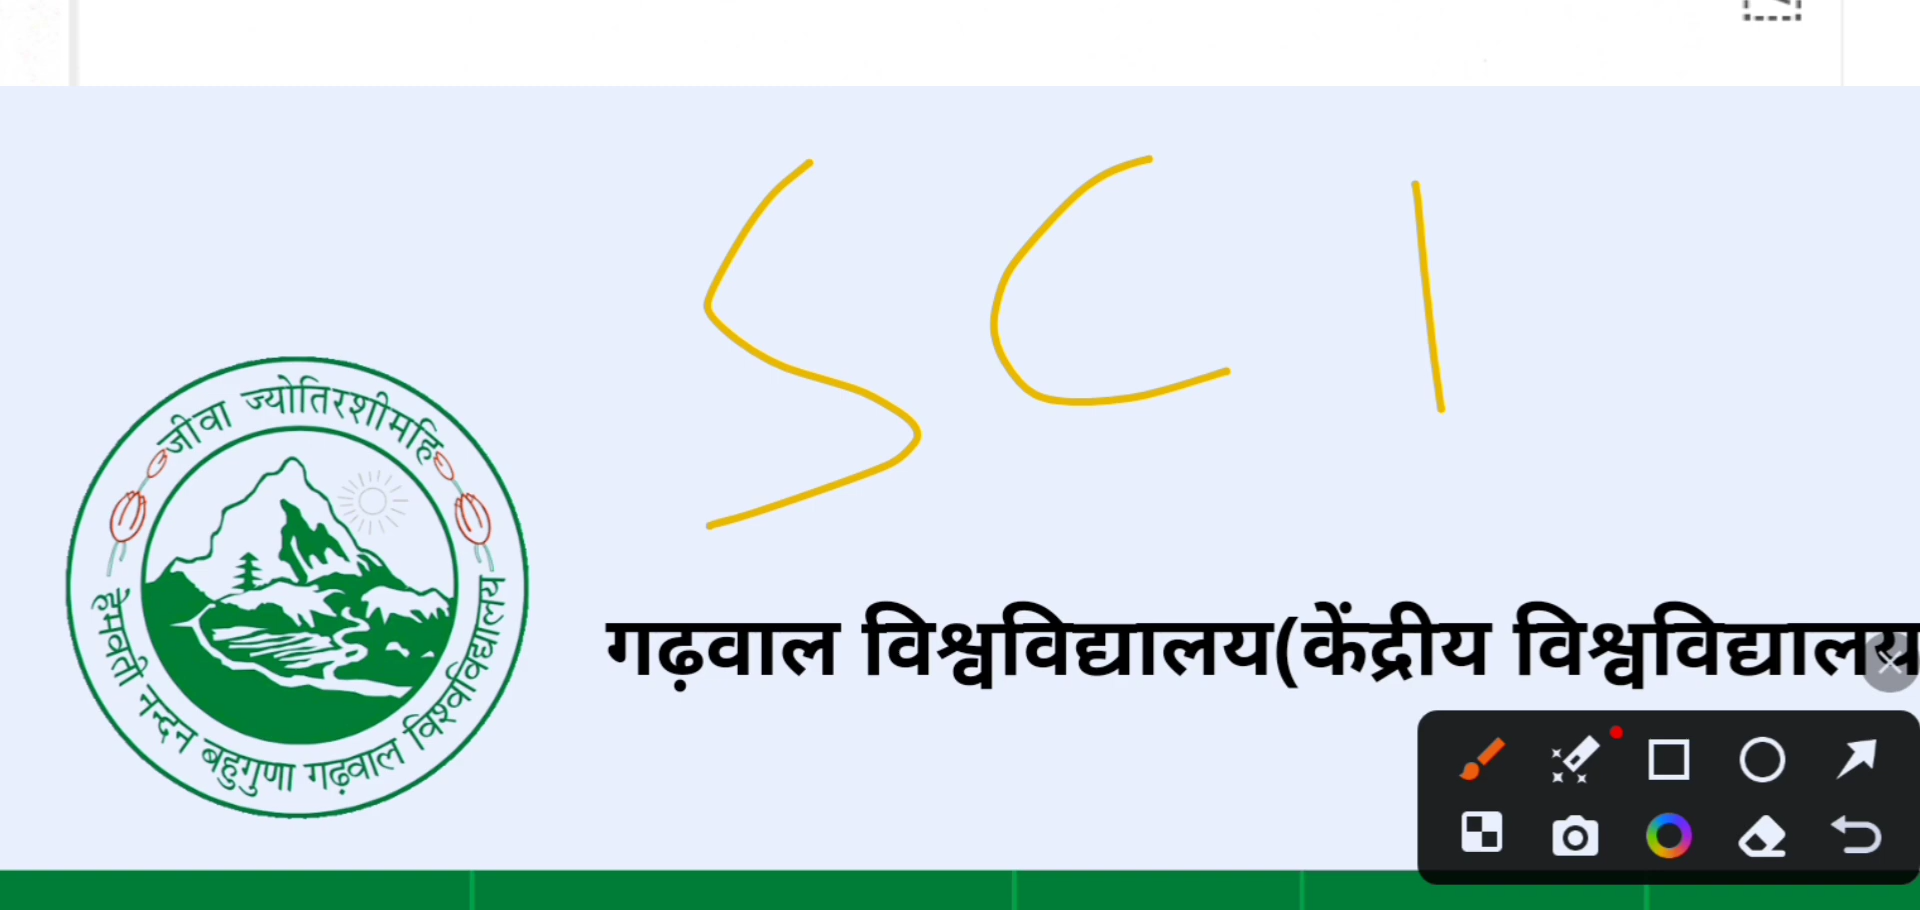 SCI
जीवा ज्योतिरशीमहि
हेमवती नन्दन बहुगुणा गढ़वाल विश्वविद्यालय
गढ़वाल विश्वविद्यालय(केंद्रीय विश्वविद्यालय